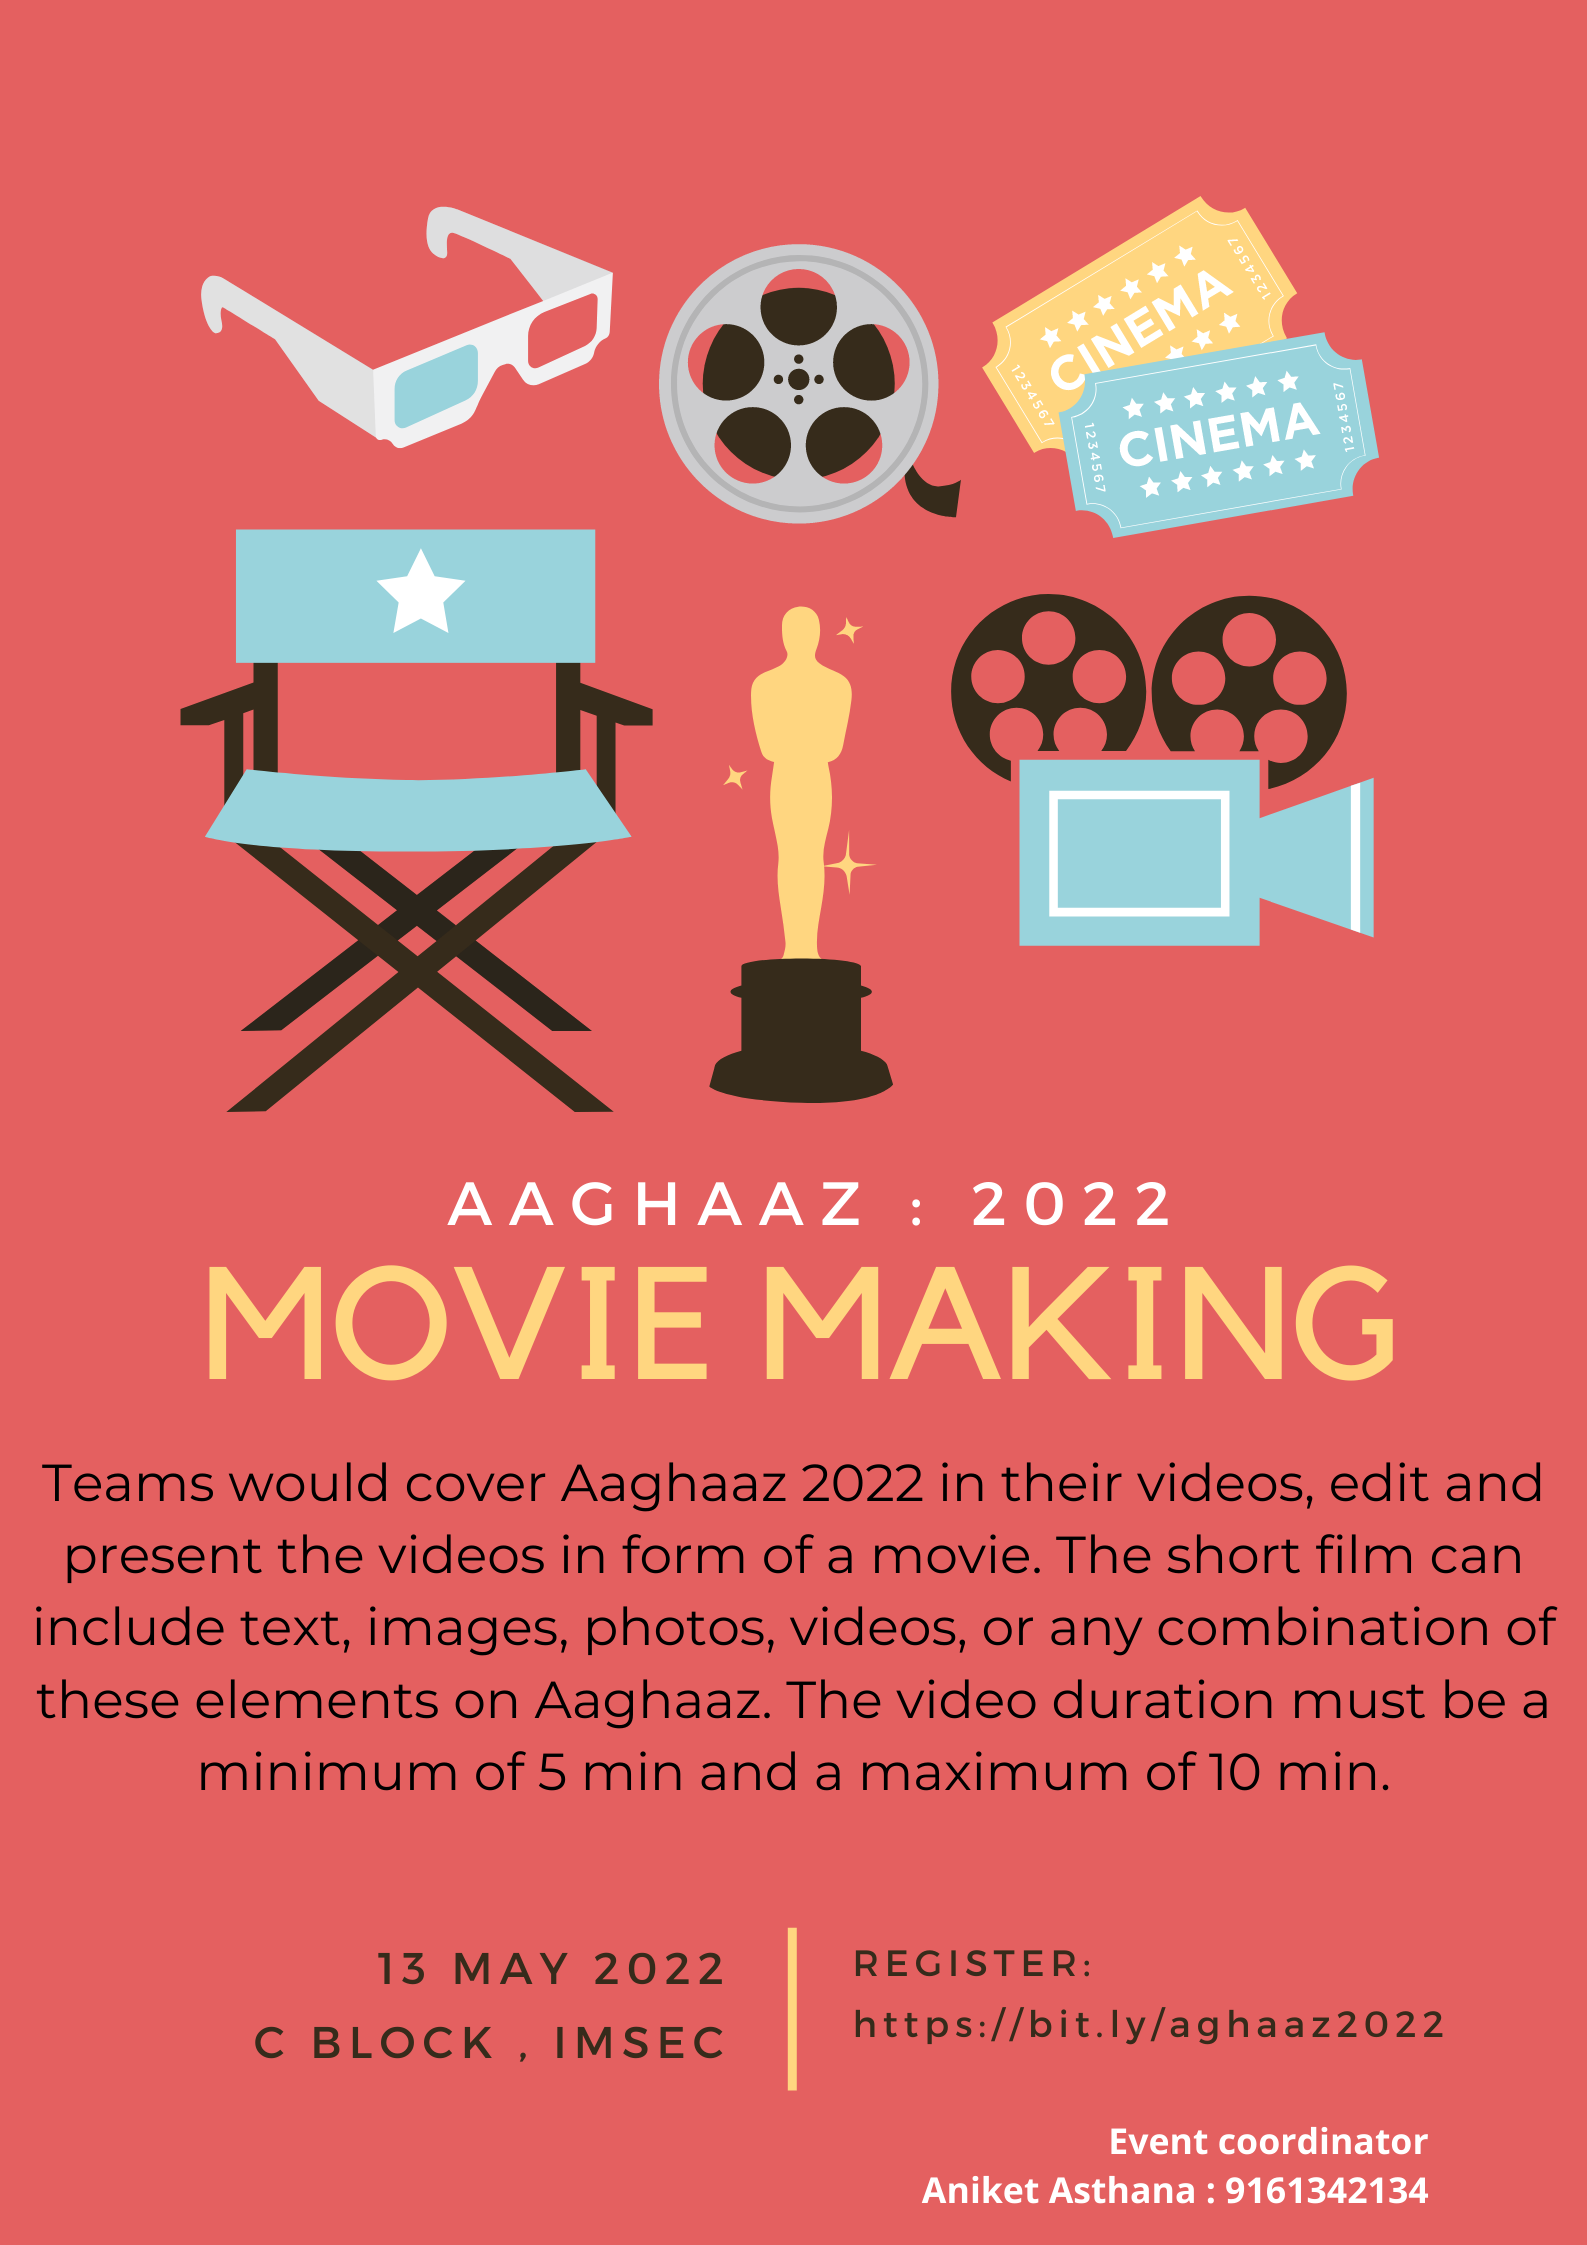 CINEMA
1234567
1234567
CINEMA
1234567
1234567
AAGHAAZ : 2022
MOVIE MAKING
Teams would cover Aaghaaz 2022 in their videos, edit and
present the videos in form of a movie. The short film can
include text, images, photos, videos, or any combination of
these elements on Aaghaaz. The video duration must be a
minimum of 5 min and a maximum of 10 min.
13 MAY 2022
C BLOCK , IMSEC
REGISTER:
https://bit.ly/aghaaz2022
Event coordinator
Aniket Asthana : 9161342134